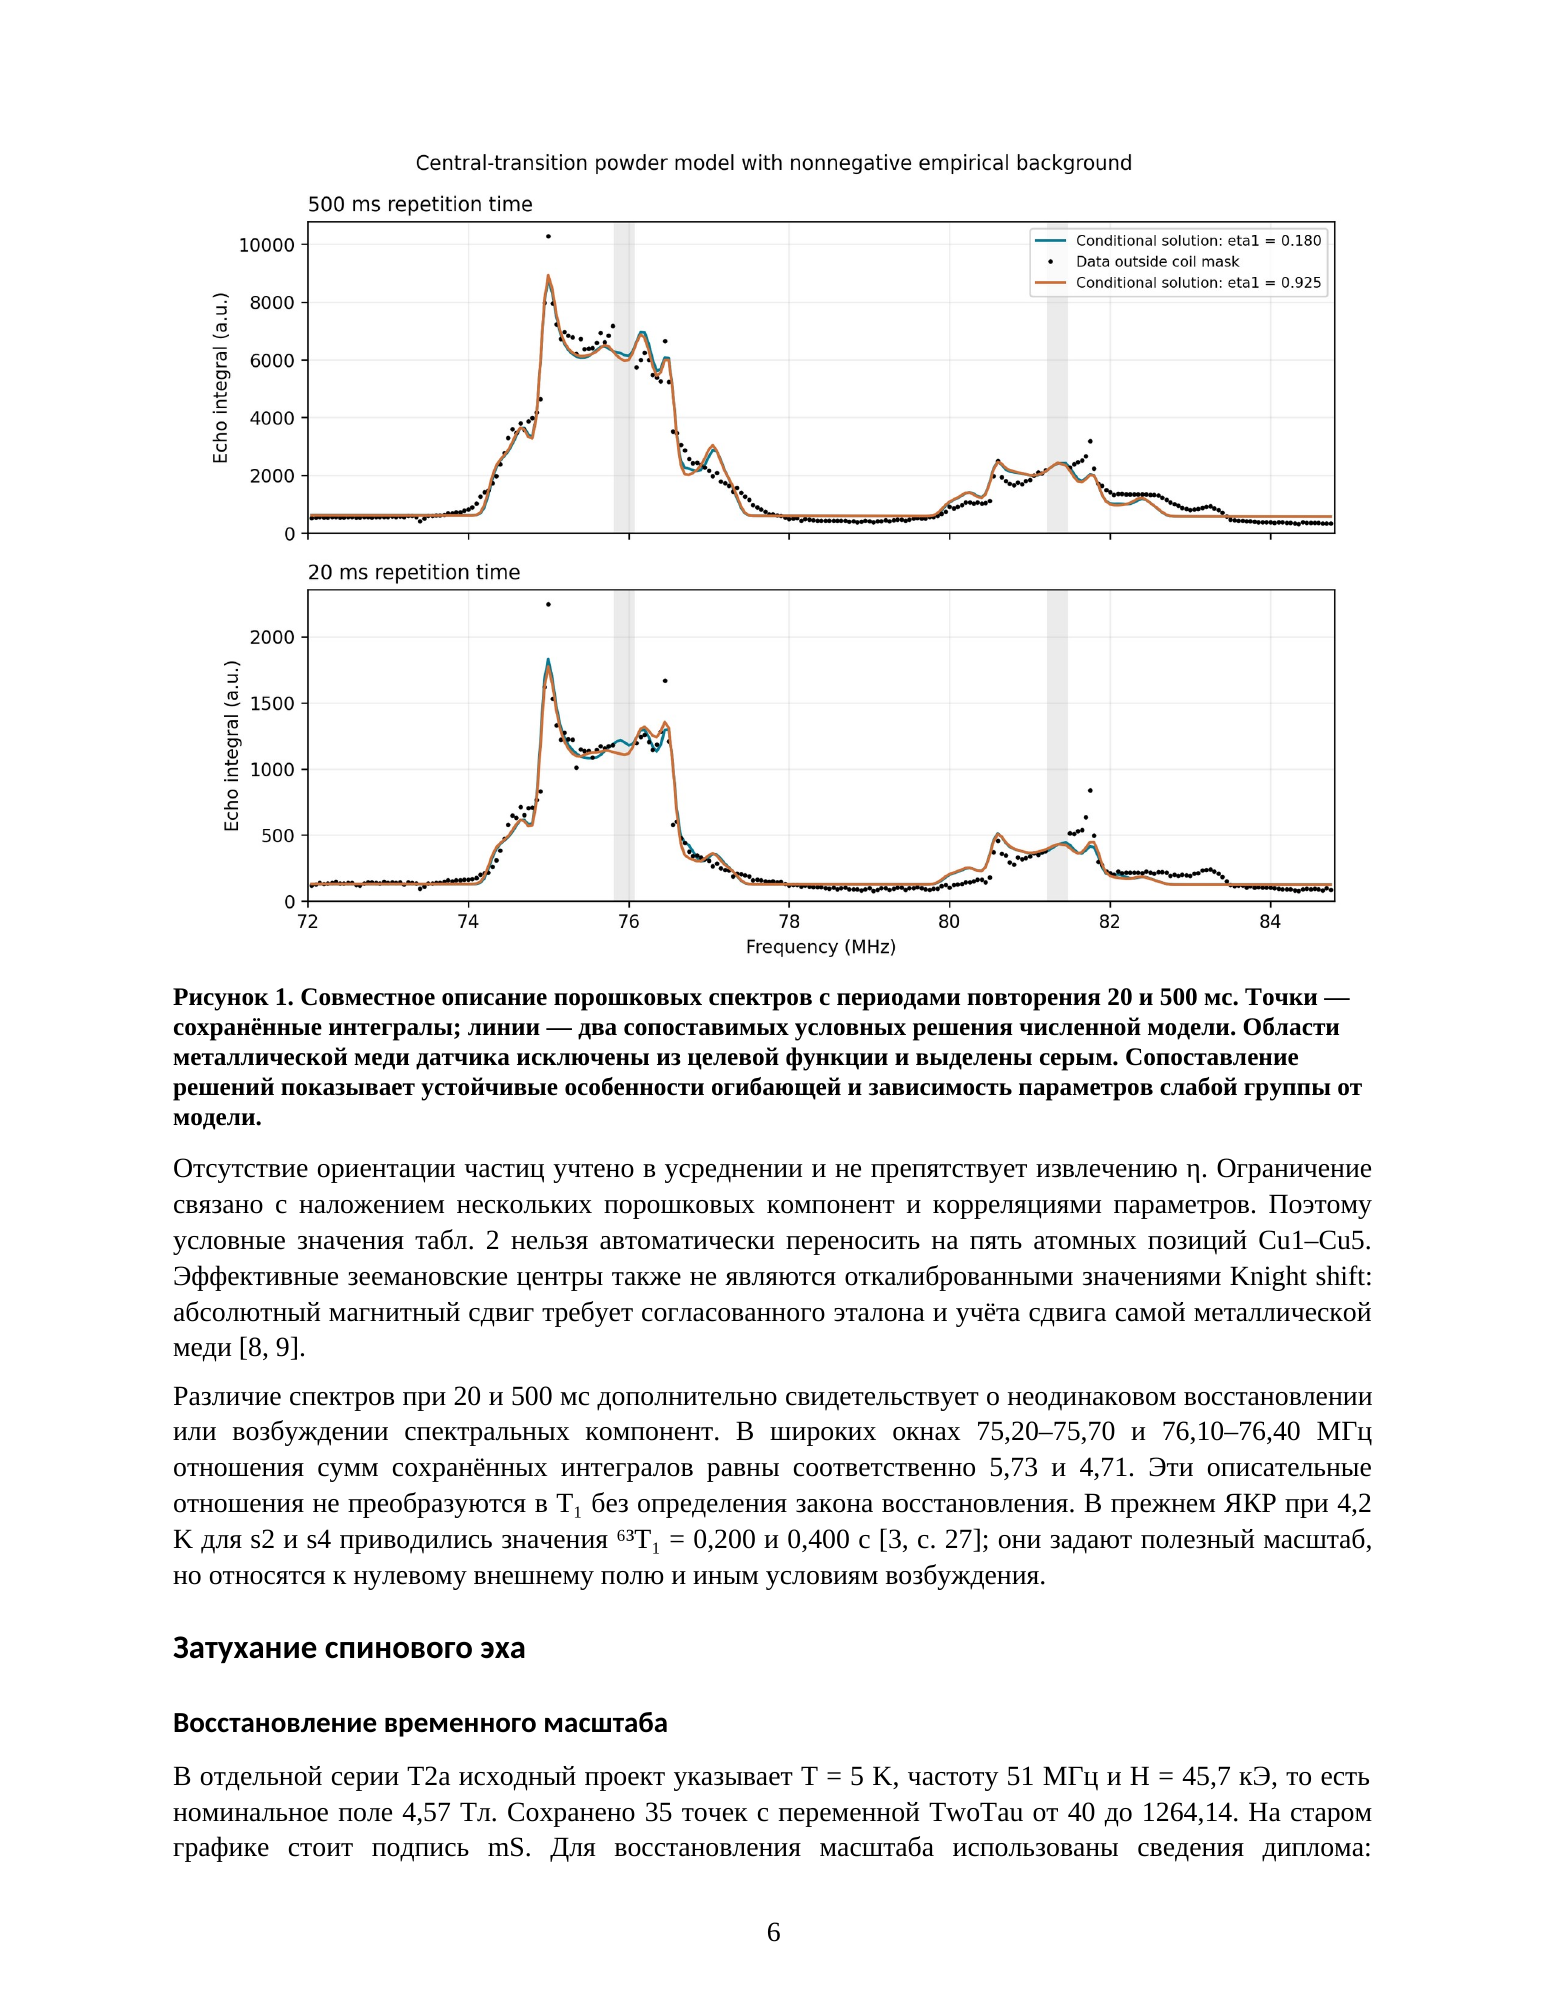 Central-transition powder model with nonnegative empirical background
500 ms repetition time
10000
8000
6000
4000
2000
0
Echo integral (a.u.)
Conditional solution: eta1 = 0.180
Data outside coil mask
Conditional solution: eta1 = 0.925
20 ms repetition time
2000
1500
1000
500
0
Echo integral (a.u.)
72 74 76 78 80 82 84
Frequency (MHz)
Рисунок 1. Совместное описание порошковых спектров с периодами повторения 20 и 500 мс. Точки —
сохранённые интегралы; линии — два сопоставимых условных решения численной модели. Области
металлической меди датчика исключены из целевой функции и выделены серым. Сопоставление
решений показывает устойчивые особенности огибающей и зависимость параметров слабой группы от
модели.
Отсутствие ориентации частиц учтено в усреднении и не препятствует извлечению η. Ограничение
связано с наложением нескольких порошковых компонент и корреляциями параметров. Поэтому
условные значения табл. 2 нельзя автоматически переносить на пять атомных позиций Cu1–Cu5.
Эффективные зеемановские центры также не являются откалиброванными значениями Knight shift:
абсолютный магнитный сдвиг требует согласованного эталона и учёта сдвига самой металлической
меди [8, 9].
Различие спектров при 20 и 500 мс дополнительно свидетельствует о неодинаковом восстановлении
или возбуждении спектральных компонент. В широких окнах 75,20–75,70 и 76,10–76,40 МГц
отношения сумм сохранённых интегралов равны соответственно 5,73 и 4,71. Эти описательные
отношения не преобразуются в T₁ без определения закона восстановления. В прежнем ЯКР при 4,2
К для s2 и s4 приводились значения ⁶³T₁ = 0,200 и 0,400 с [3, с. 27]; они задают полезный масштаб,
но относятся к нулевому внешнему полю и иным условиям возбуждения.
Затухание спинового эха
Восстановление временного масштаба
В отдельной серии T2a исходный проект указывает T = 5 К, частоту 51 МГц и H = 45,7 кЭ, то есть
номинальное поле 4,57 Тл. Сохранено 35 точек с переменной TwoTau от 40 до 1264,14. На старом
графике стоит подпись mS. Для восстановления масштаба использованы сведения диплома:
6